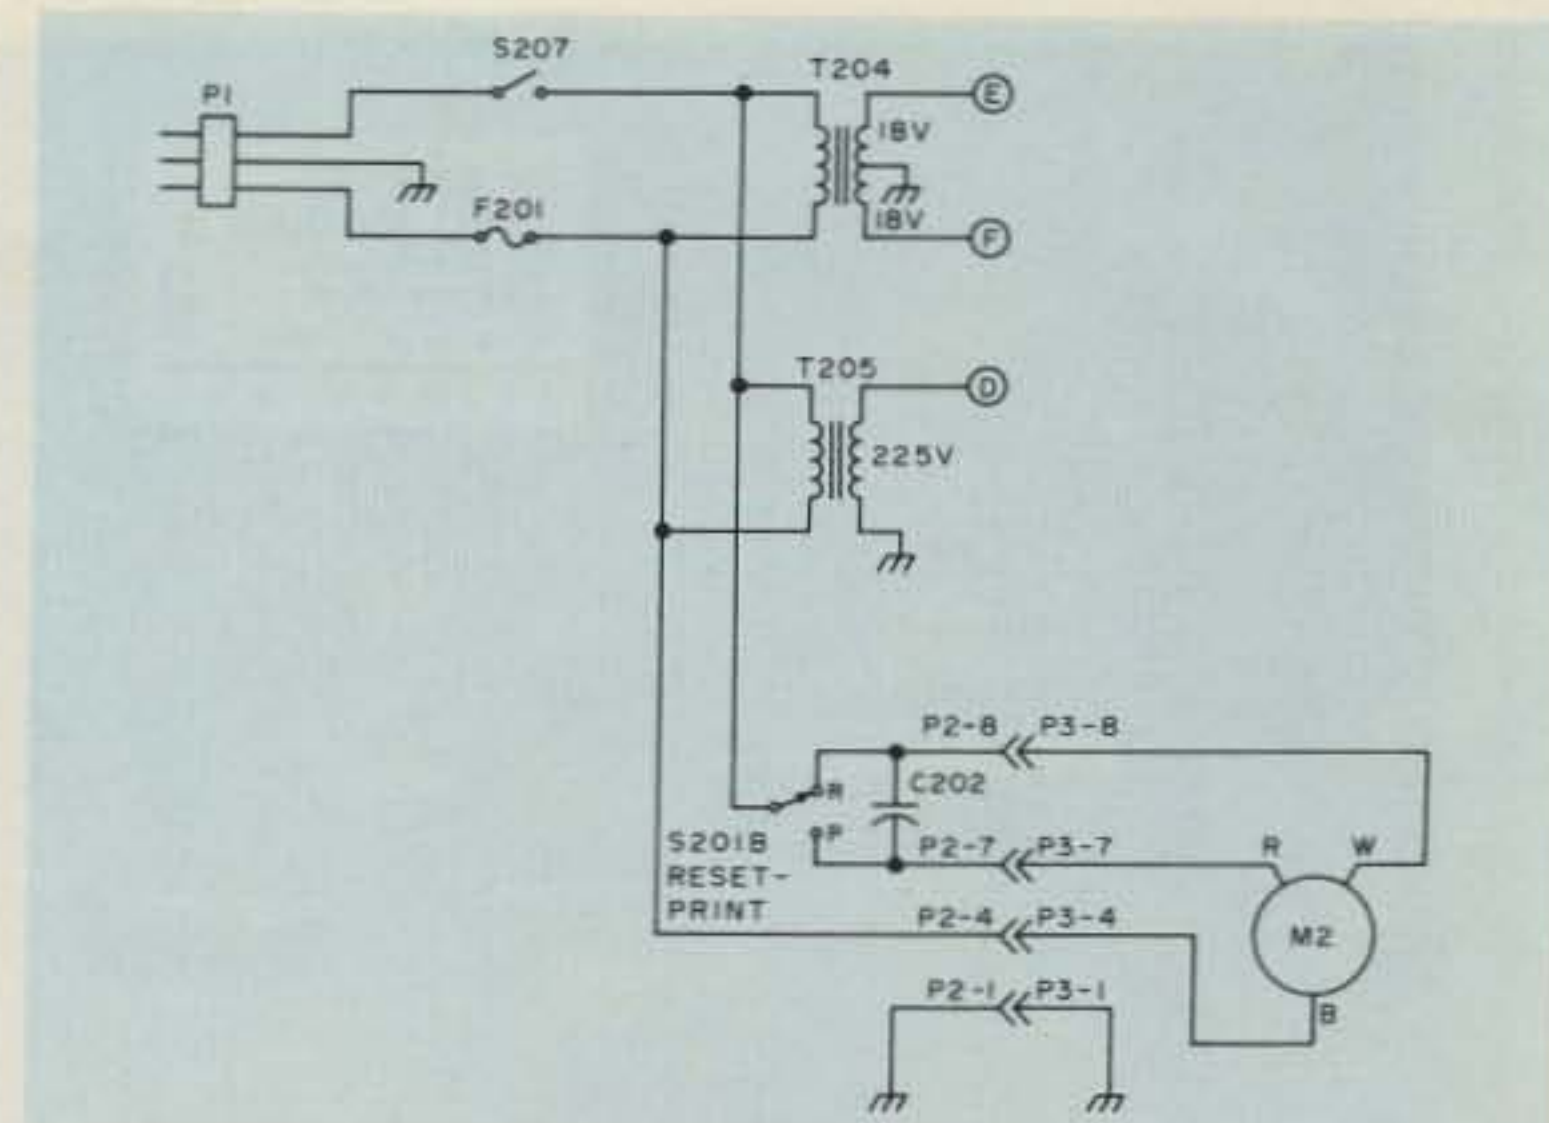 S207
T204
P1
E
18V
F201
18V
F
T205
D
225V
P2-8 P3-8
R
C202
P
S201B
RESET-
PRINT
P2-7 P3-7
R W
P2-4 P3-4
M2
P2-1 P3-1
B